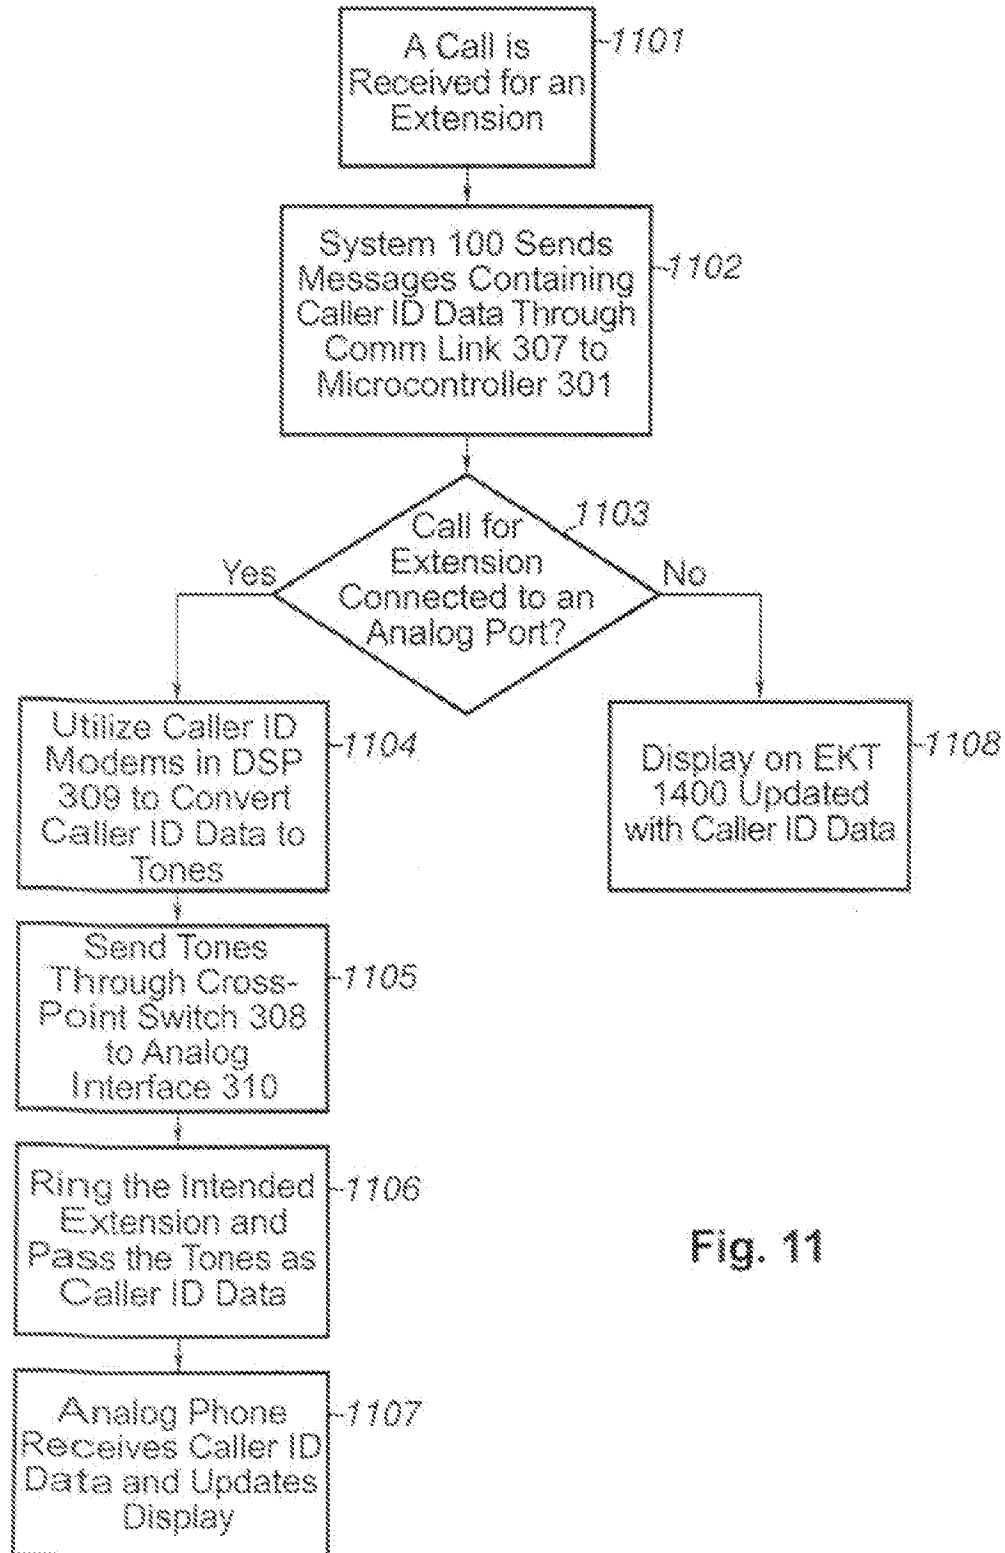 A Call is
Received for an
Extension
1101
System 100 Sends
Messages Containing
Caller ID Data Through
Comm Link 307 to
Microcontroller 301
1102
Call for
Extension
Connected to an
Analog Port?
1103
Yes
No
Utilize Caller ID
Modems in DSP
309 to Convert
Caller ID Data to
Tones
1104
Display on EKT
1400 Updated
with Caller ID Data
1108
Send Tones
Through Cross-
Point Switch 308
to Analog
Interface 310
1105
Ring the Intended
Extension and
Pass the Tones as
Caller ID Data
1106
Fig. 11
Analog Phone
Receives Caller ID
Data and Updates
Display
1107